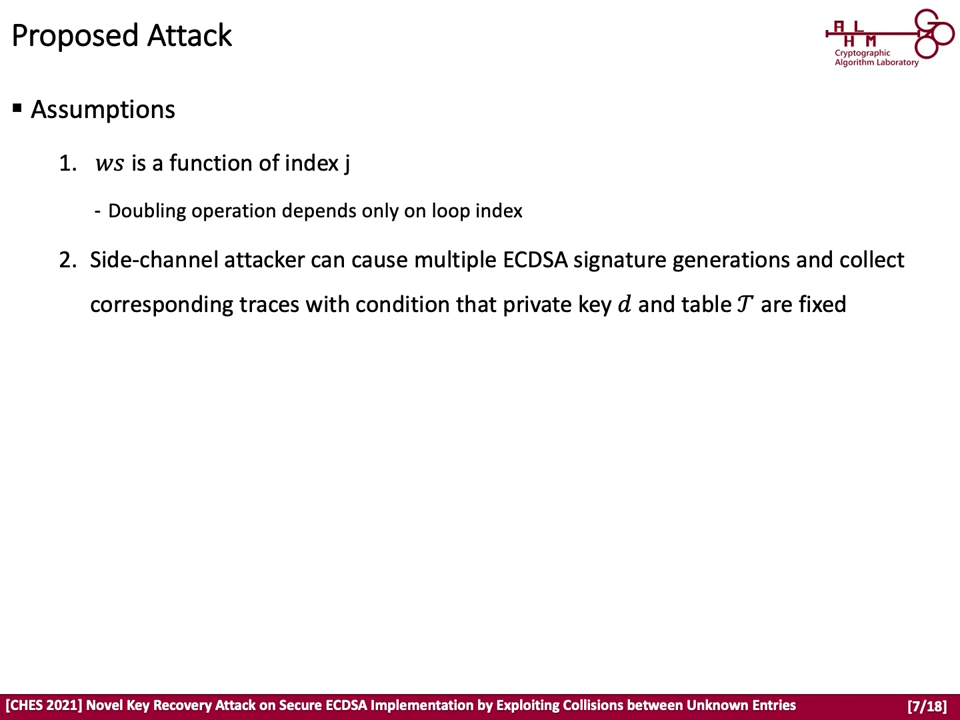 Proposed Attack
A L
H M
Cryptographic
Algorithm Laboratory
▪ Assumptions
1. ws is a function of index j
- Doubling operation depends only on loop index
2. Side-channel attacker can cause multiple ECDSA signature generations and collect
corresponding traces with condition that private key d and table 𝒯 are fixed
[CHES 2021] Novel Key Recovery Attack on Secure ECDSA Implementation by Exploiting Collisions between Unknown Entries
[7/18]